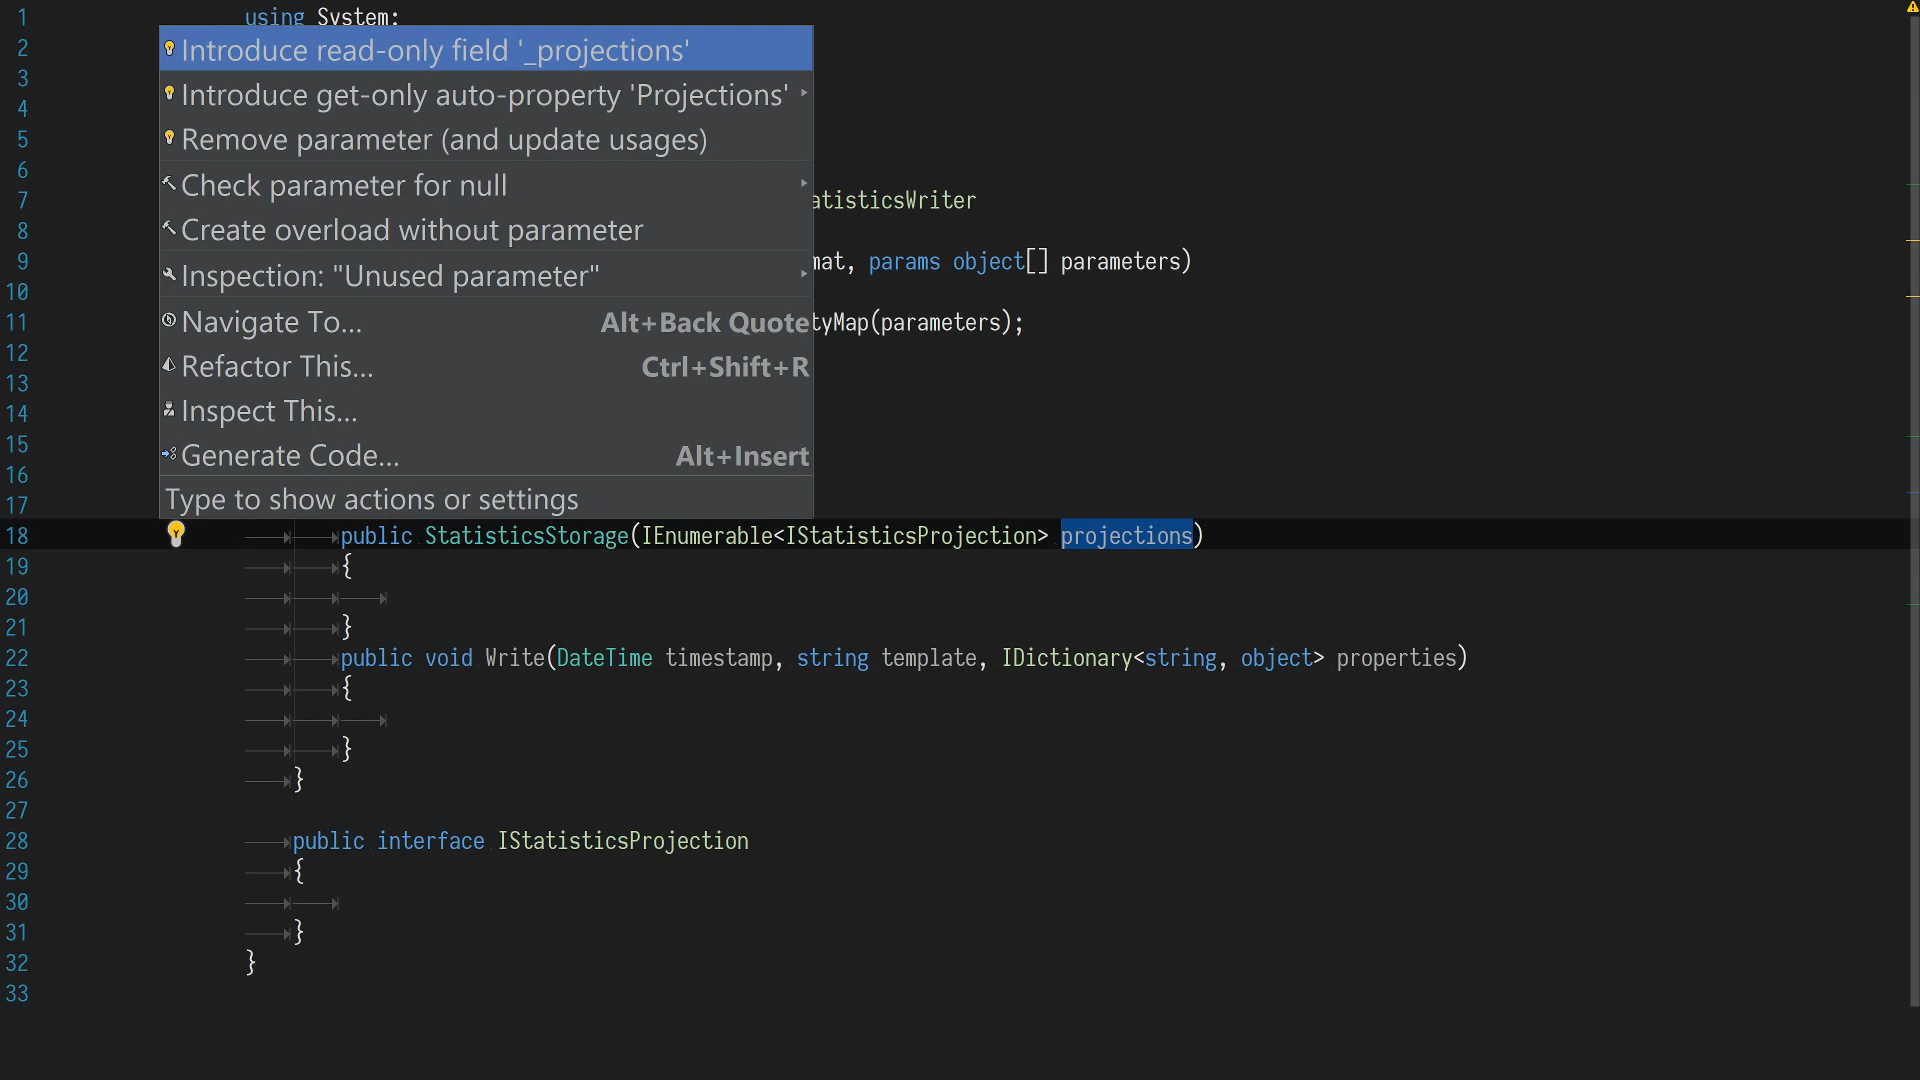 1 using System;
2 Introduce read-only field '_projections'
3 Introduce get-only auto-property 'Projections'
4
5 Remove parameter (and update usages)
6 Check parameter for null
7 atisticsWriter
8 Create overload without parameter
9 mat, params object[] parameters)
10 Inspection: "Unused parameter"
11 Navigate To... Alt+Back Quote tyMap(parameters);
12 Refactor This... Ctrl+Shift+R
13
14 Inspect This...
15 Generate Code... Alt+Insert
16
17 Type to show actions or settings
18 public StatisticsStorage(IEnumerable<IStatisticsProjection> projections)
19 {
20
21 }
22 public void Write(DateTime timestamp, string template, IDictionary<string, object> properties)
23 {
24
25 }
26 }
27
28 public interface IStatisticsProjection
29 {
30
31 }
32 }
33